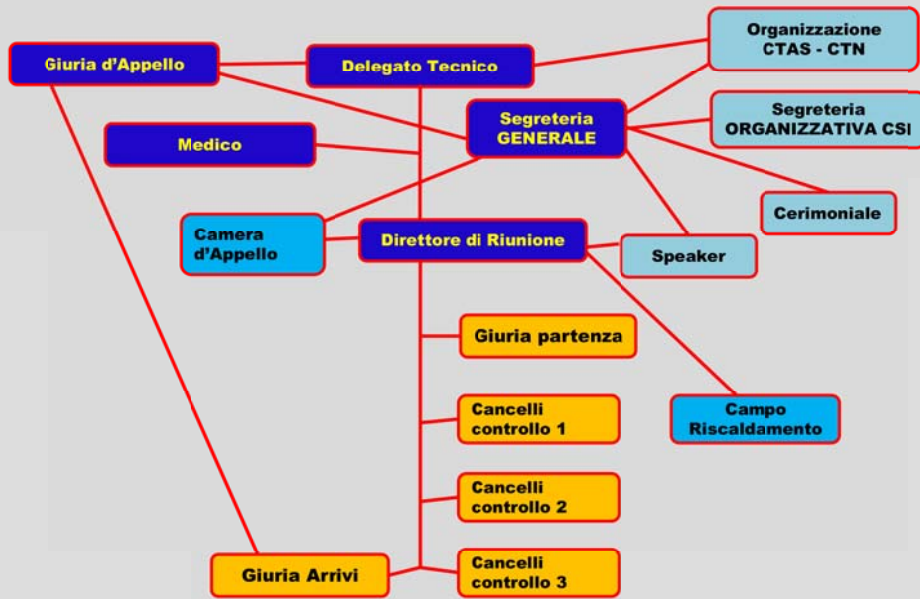 Organizzazione
CTAS - CTN
Giuria d'Appello
Delegato Tecnico
Segreteria
GENERALE
Segreteria
ORGANIZZATIVA CSI
Medico
Cerimoniale
Camera
d'Appello
Direttore di Riunione
Speaker
Giuria partenza
Cancelli
controllo 1
Campo
Riscaldamento
Cancelli
controllo 2
Giuria Arrivi
Cancelli
controllo 3